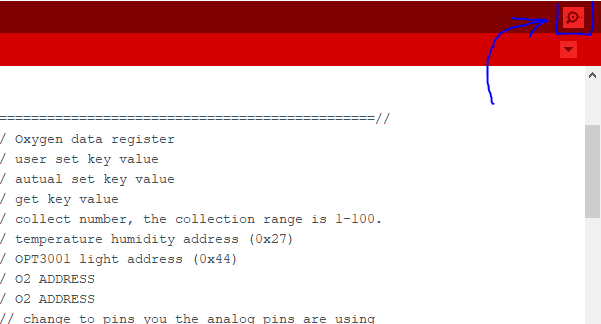 ===============================================//
/ Oxygen data register
/ user set key value
/ autual set key value
/ get key value
/ collect number, the collection range is 1-100.
/ temperature humidity address (0x27)
/ OPT3001 light address (0x44)
/ O2 ADDRESS
/ O2 ADDRESS
// change to pins you the analog pins are using